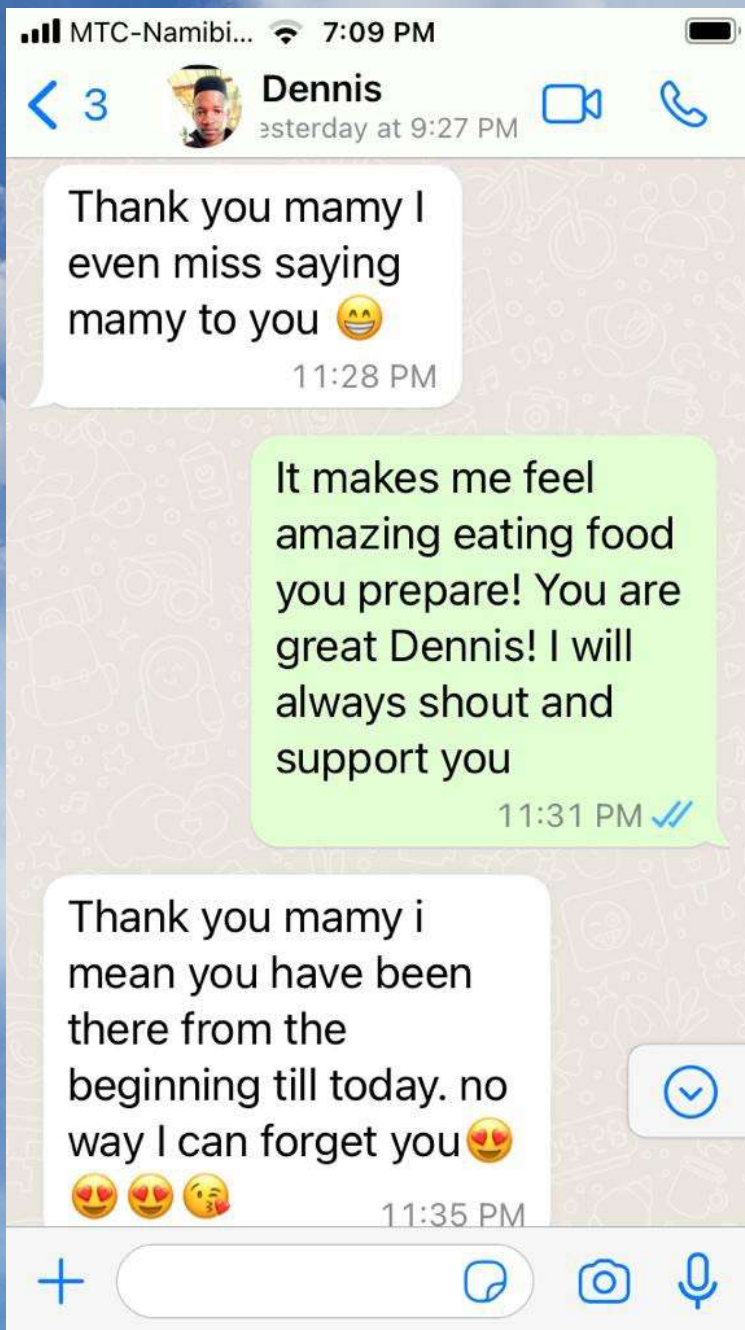 MTC-Namibi... 7:09 PM
3
Dennis
esterday at 9:27 PM
Thank you mamy I
even miss saying
mamy to you 😁
11:28 PM
It makes me feel
amazing eating food
you prepare! You are
great Dennis! I will
always shout and
support you
11:31 PM
Thank you mamy i
mean you have been
there from the
beginning till today. no
way I can forget you😍
😍😍😘
11:35 PM